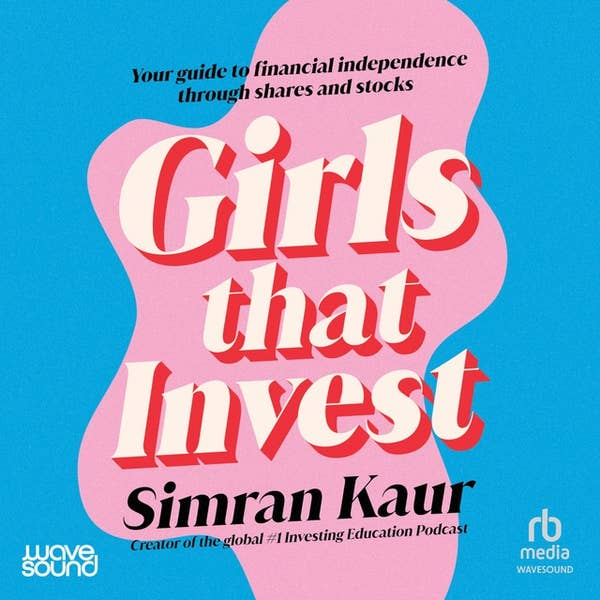 Your guide to financial independence
through shares and stocks
Girls
that
Invest
Simran Kaur
Creator of the global #1 Investing Education Podcast
wave
sound
rb
media
WAVESOUND